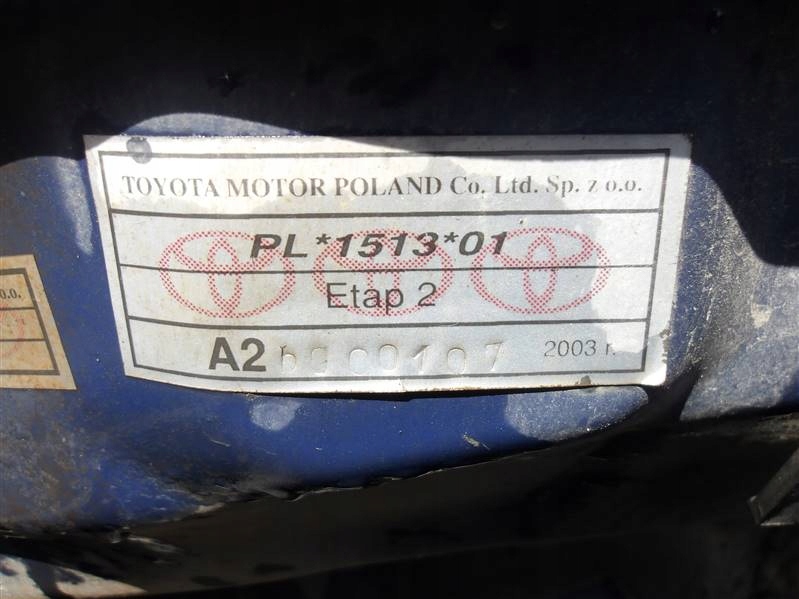 TOYOTA MOTOR POLAND Co. Ltd. Sp. z o.o.
PL*1513*01
Etap 2
A2 2003 r.
o.o.